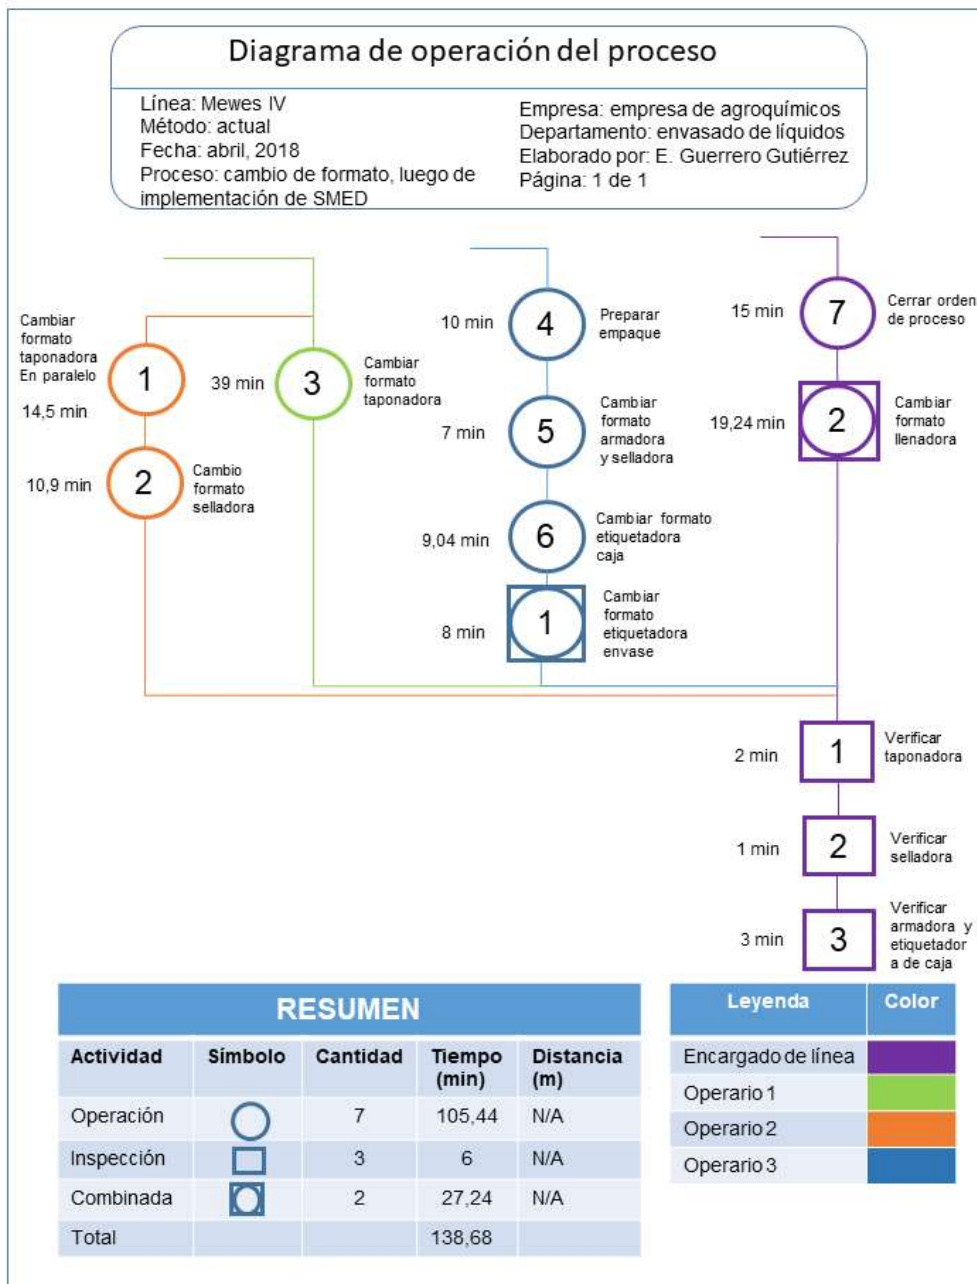 Diagrama de operación del proceso
Línea: Mewes IV
Método: actual
Fecha: abril, 2018
Proceso: cambio de formato, luego de
implementación de SMED
Empresa: empresa de agroquímicos
Departamento: envasado de líquidos
Elaborado por: E. Guerrero Gutiérrez
Página: 1 de 1
Cambiar
formato
taponadora
En paralelo
14,5 min
1
10,9 min
2
Cambio
formato
selladora
39 min
3
Cambiar
formato
taponadora
10 min
4
Preparar
empaque
7 min
5
Cambiar
formato
armadora
y selladora
9,04 min
6
Cambiar formato
etiquetadora
caja
8 min
1
Cambiar
formato
etiquetadora
envase
15 min
7
Cerrar orden
de proceso
19,24 min
2
Cambiar
formato
llenadora
2 min
1
Verificar
taponadora
1 min
2
Verificar
selladora
3 min
3
Verificar
armadora y
etiquetador
a de caja
RESUMEN
Actividad Símbolo Cantidad Tiempo (min) Distancia (m)
Operación 7 105,44 N/A
Inspección 3 6 N/A
Combinada 2 27,24 N/A
Total 138,68
Leyenda Color
Encargado de línea
Operario 1
Operario 2
Operario 3